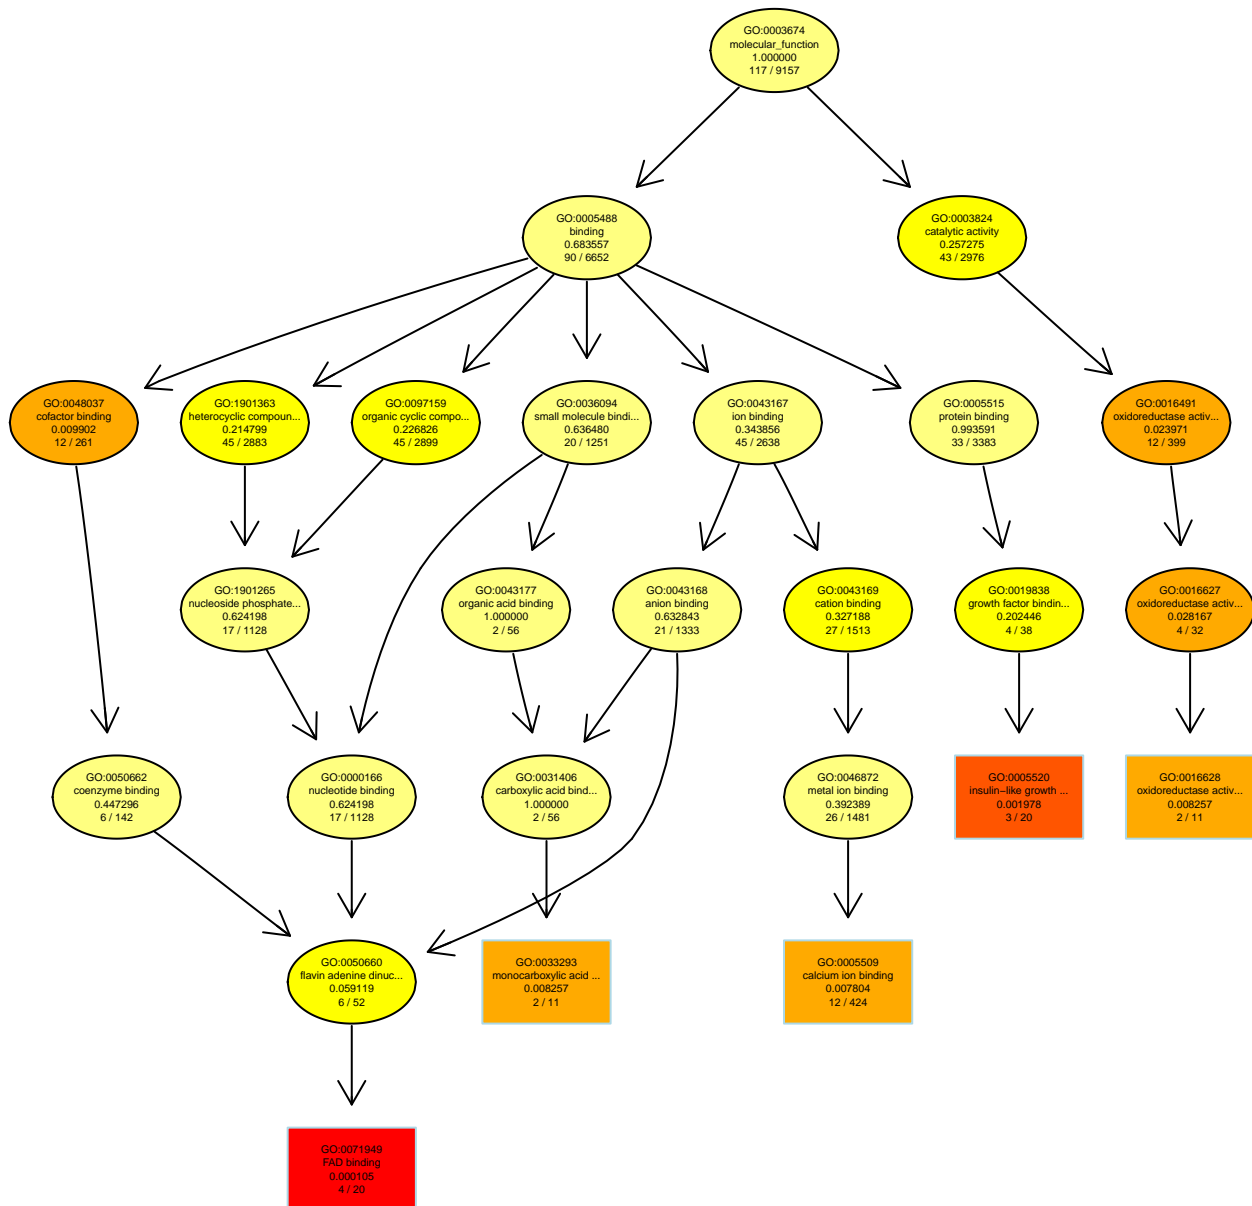 GO:0003674
molecular_function
1.000000
117 / 9157
GO:0005488
binding
0.683557
90 / 6652
GO:0003824
catalytic activity
0.257275
43 / 2976
GO:0048037
cofactor binding
0.009902
12 / 261
GO:1901363
heterocyclic compoun...
0.214799
45 / 2883
GO:0097159
organic cyclic compo...
0.226826
45 / 2899
GO:0036094
small molecule bindi...
0.636480
20 / 1251
GO:0043167
ion binding
0.343856
45 / 2638
GO:0005515
protein binding
0.993591
33 / 3383
GO:0016491
oxidoreductase activ...
0.023971
12 / 399
GO:1901265
nucleoside phosphate...
0.624198
17 / 1128
GO:0043177
organic acid binding
1.000000
2 / 56
GO:0043168
anion binding
0.632843
21 / 1333
GO:0043169
cation binding
0.327188
27 / 1513
GO:0019838
growth factor bindin...
0.202446
4 / 38
GO:0016627
oxidoreductase activ...
0.028167
4 / 32
GO:0050662
coenzyme binding
0.447296
6 / 142
GO:0000166
nucleotide binding
0.624198
17 / 1128
GO:0031406
carboxylic acid bind...
1.000000
2 / 56
GO:0046872
metal ion binding
0.392389
26 / 1481
GO:0005520
insulin−like growth ...
0.001978
3 / 20
GO:0016628
oxidoreductase activ...
0.008257
2 / 11
GO:0050660
flavin adenine dinuc...
0.059119
6 / 52
GO:0033293
monocarboxylic acid ...
0.008257
2 / 11
GO:0005509
calcium ion binding
0.007804
12 / 424
GO:0071949
FAD binding
0.000105
4 / 20